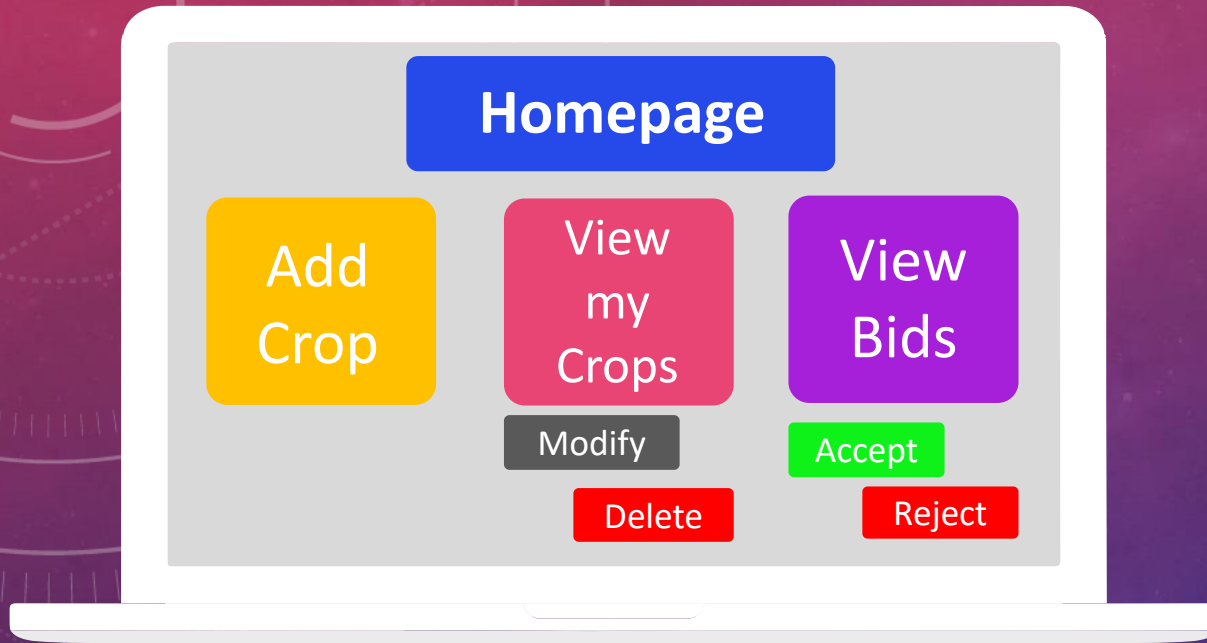 Homepage
Add
Crop
View
my
Crops
View
Bids
Modify
Delete
Accept
Reject